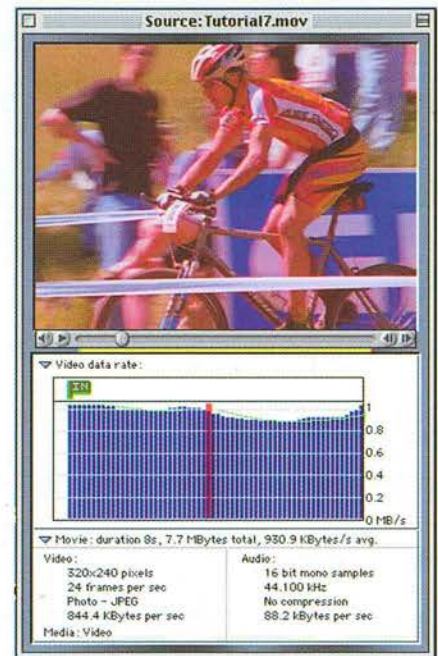 Source:Tutorial7.mov
Video data rate:
IN
1
0.8
0.6
0.4
0.2
0 MB/s
Movie: duration 8s, 7.7 MBytes total, 930.9 KBytes/s avg.
Video:
320x240 pixels
24 frames per sec
Photo - JPEG
844.4 KBytes per sec
Media: Video
Audio:
16 bit mono samples
44.100 kHz
No compression
88.2 kBytes per sec